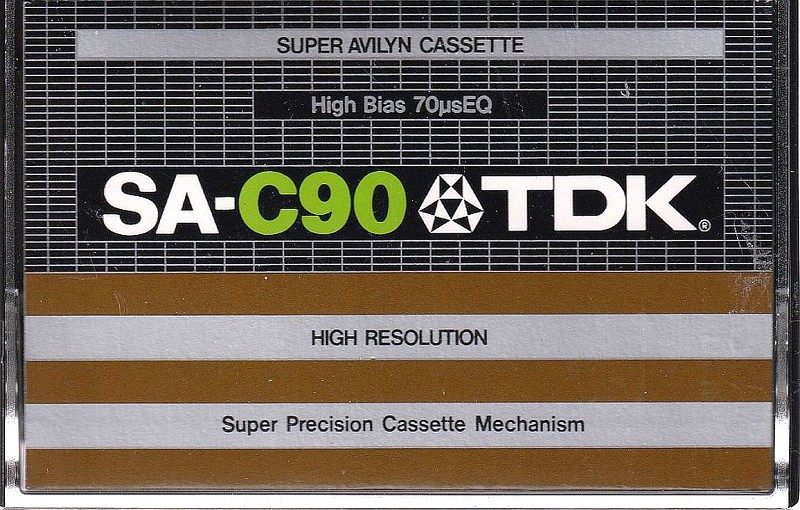 SUPER AVILYN CASSETTE
High Bias 70µsEQ
SA-C90 TDK®
HIGH RESOLUTION
Super Precision Cassette Mechanism